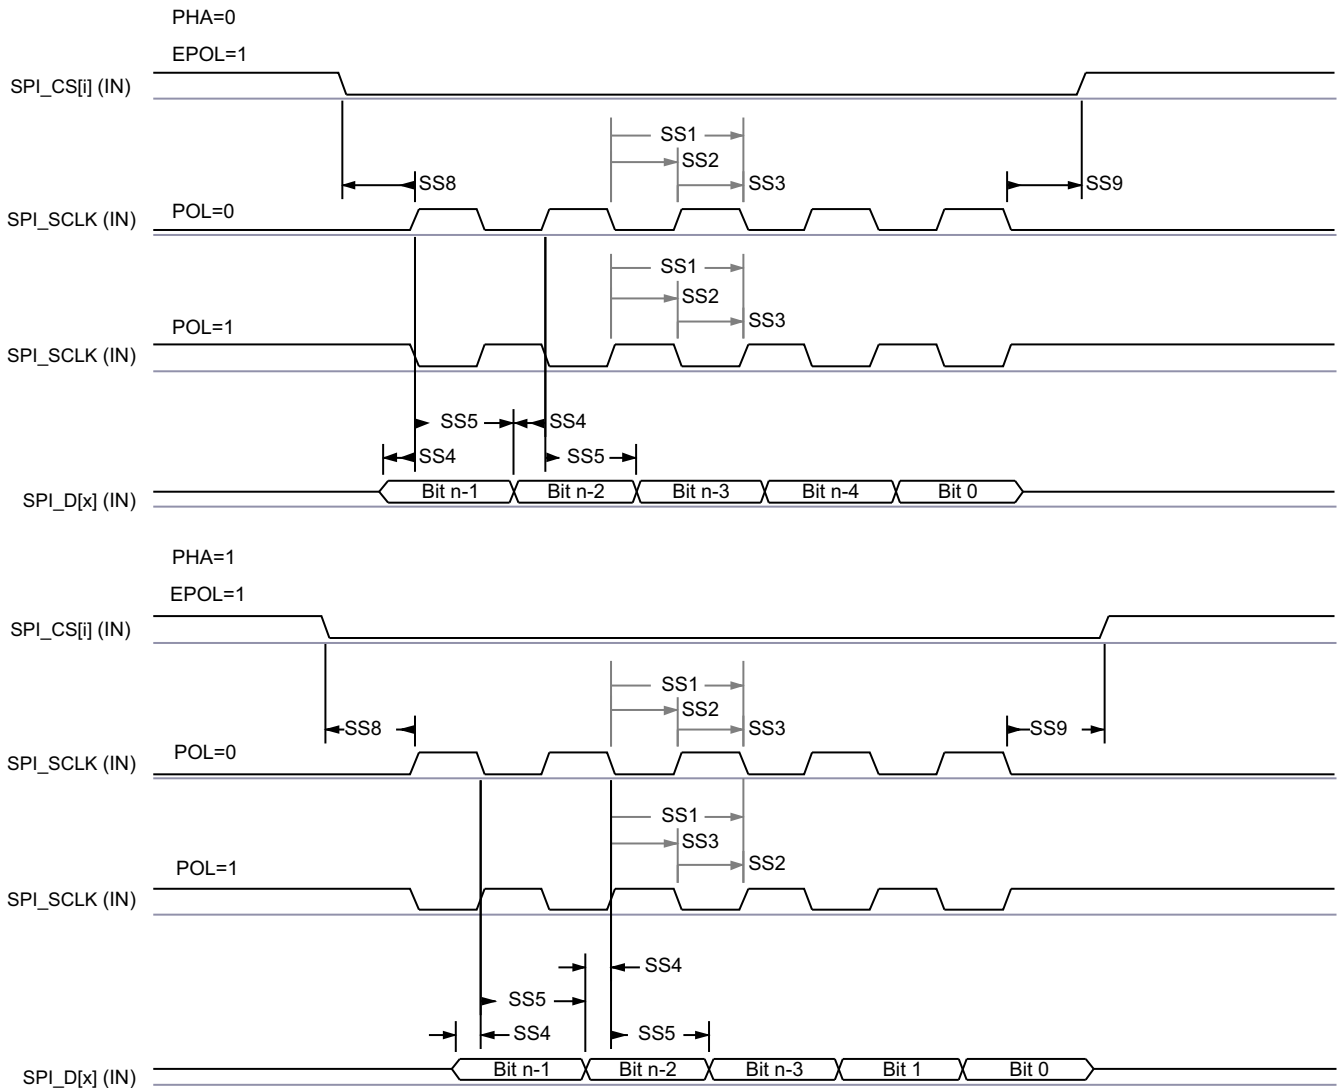 PHA=0
EPOL=1
SPI_CS[i] (IN)
SS1
SS2
SS8
SS3
SS9
POL=0
SPI_SCLK (IN)
SS1
SS2
SS3
POL=1
SPI_SCLK (IN)
SS5
SS4
SS4
SS5
SPI_D[x] (IN)
Bit n-1
Bit n-2
Bit n-3
Bit n-4
Bit 0
PHA=1
EPOL=1
SPI_CS[i] (IN)
SS1
SS2
SS8
SS3
SS9
POL=0
SPI_SCLK (IN)
SS1
SS3
SS2
POL=1
SPI_SCLK (IN)
SS4
SS5
SS4
SS5
SPI_D[x] (IN)
Bit n-1
Bit n-2
Bit n-3
Bit 1
Bit 0